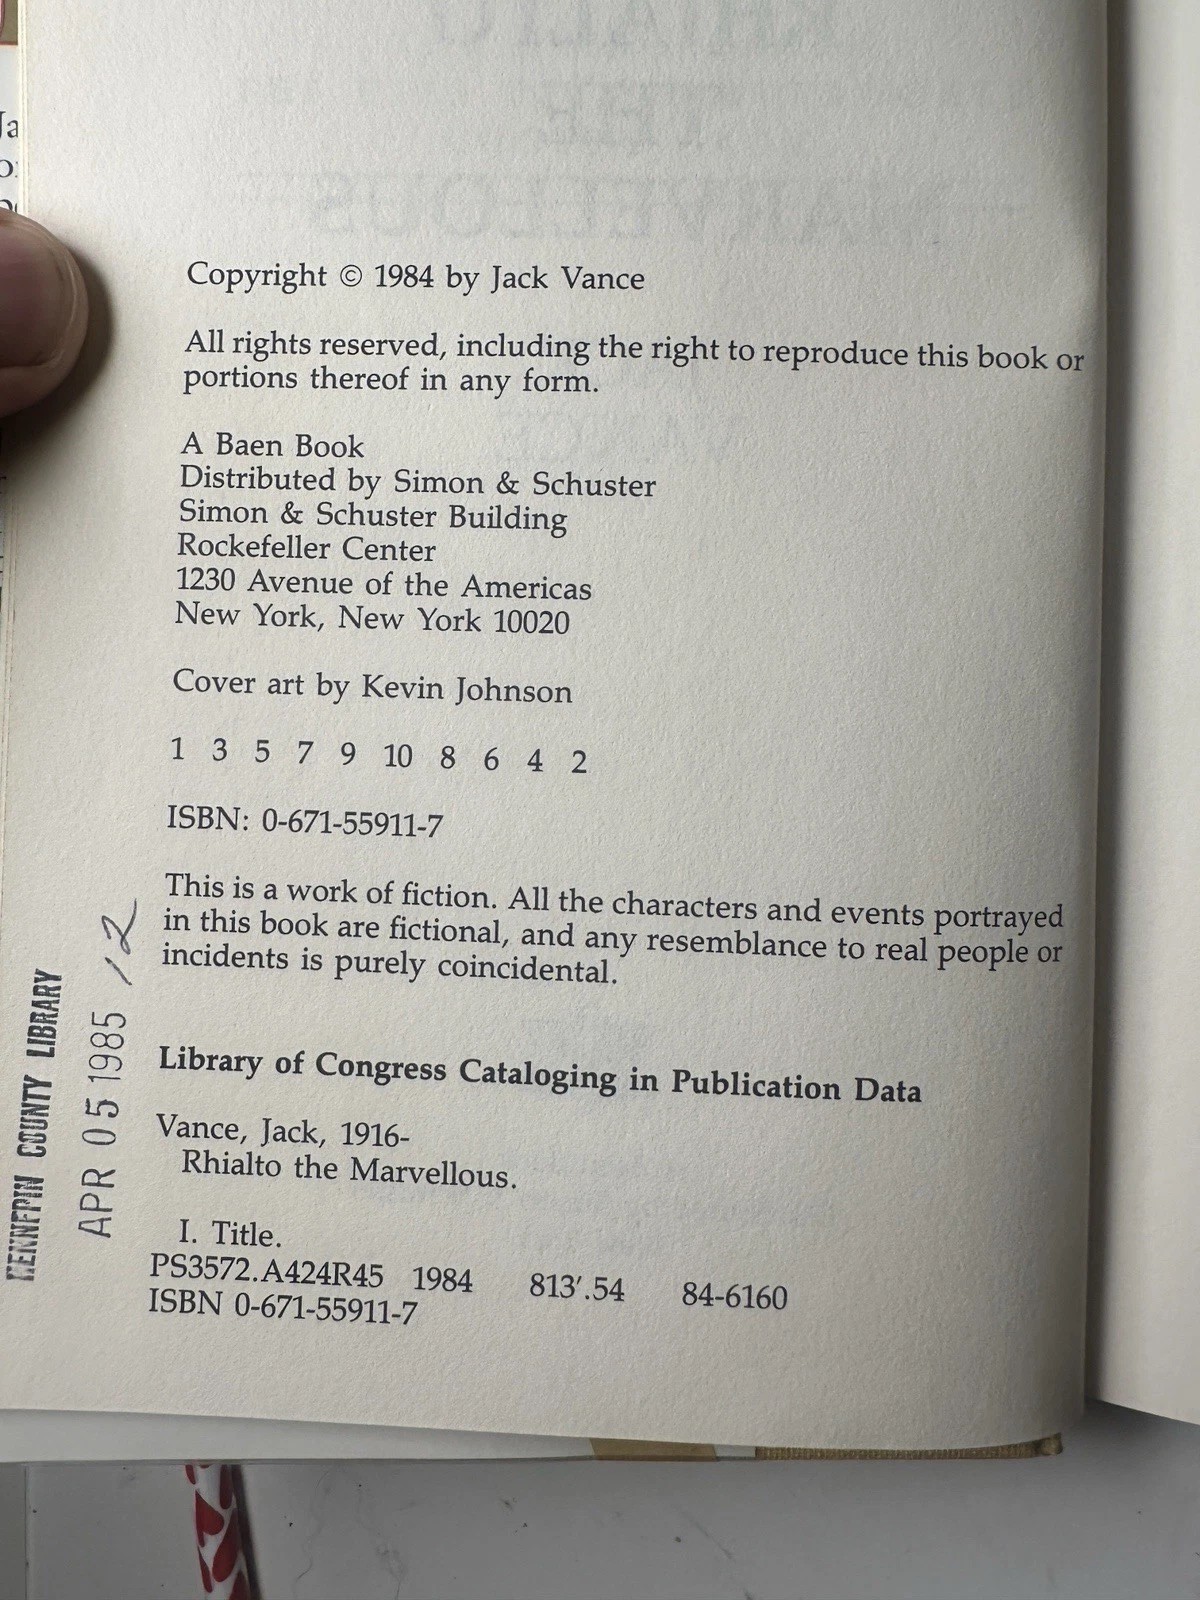 Copyright © 1984 by Jack Vance
All rights reserved, including the right to reproduce this book or
portions thereof in any form.
A Baen Book
Distributed by Simon & Schuster
Simon & Schuster Building
Rockefeller Center
1230 Avenue of the Americas
New York, New York 10020
Cover art by Kevin Johnson
1 3 5 7 9 10 8 6 4 2
ISBN: 0-671-55911-7
This is a work of fiction. All the characters and events portrayed
in this book are fictional, and any resemblance to real people or
incidents is purely coincidental.
Library of Congress Cataloging in Publication Data
Vance, Jack, 1916-
Rhialto the Marvellous.
I. Title.
PS3572.A424R45 1984 813'.54 84-6160
ISBN 0-671-55911-7
HENNEPIN COUNTY LIBRARY
APR 05 1985 /2